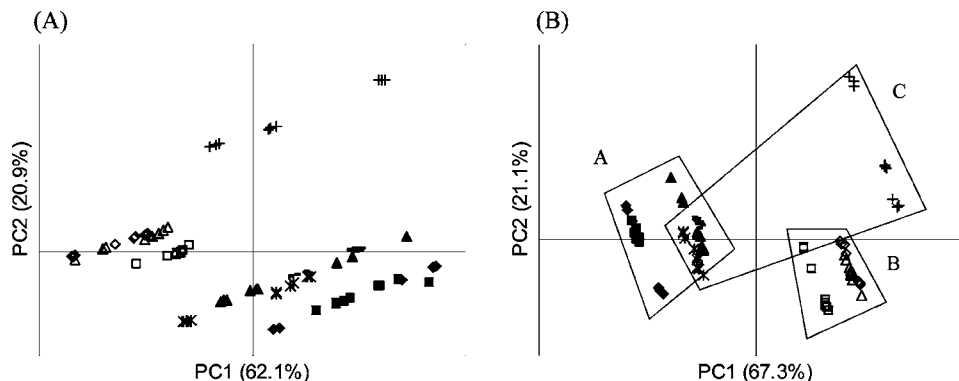 (A)
PC2 (20.9%)
PC1 (62.1%)
(B)
PC2 (21.1%)
A
C
B
PC1 (67.3%)